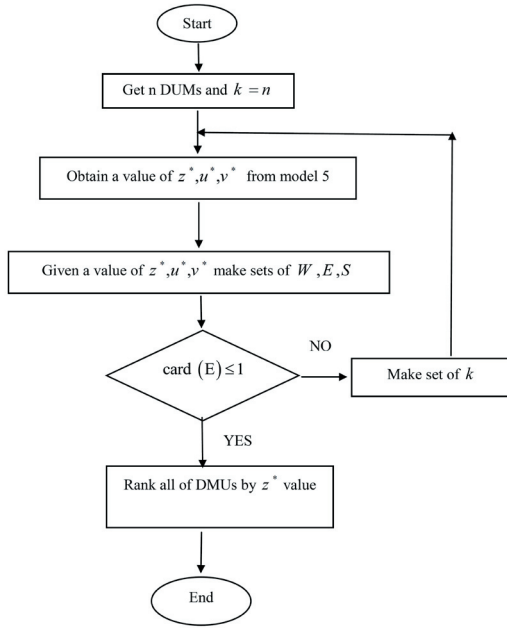 Start
Get n DUMs and k = n
Obtain a value of z*,u*,v* from model 5
Given a value of z*,u*,v* make sets of W ,E ,S
card (E) ≤ 1
NO
Make set of k
YES
Rank all of DMUs by z* value
End